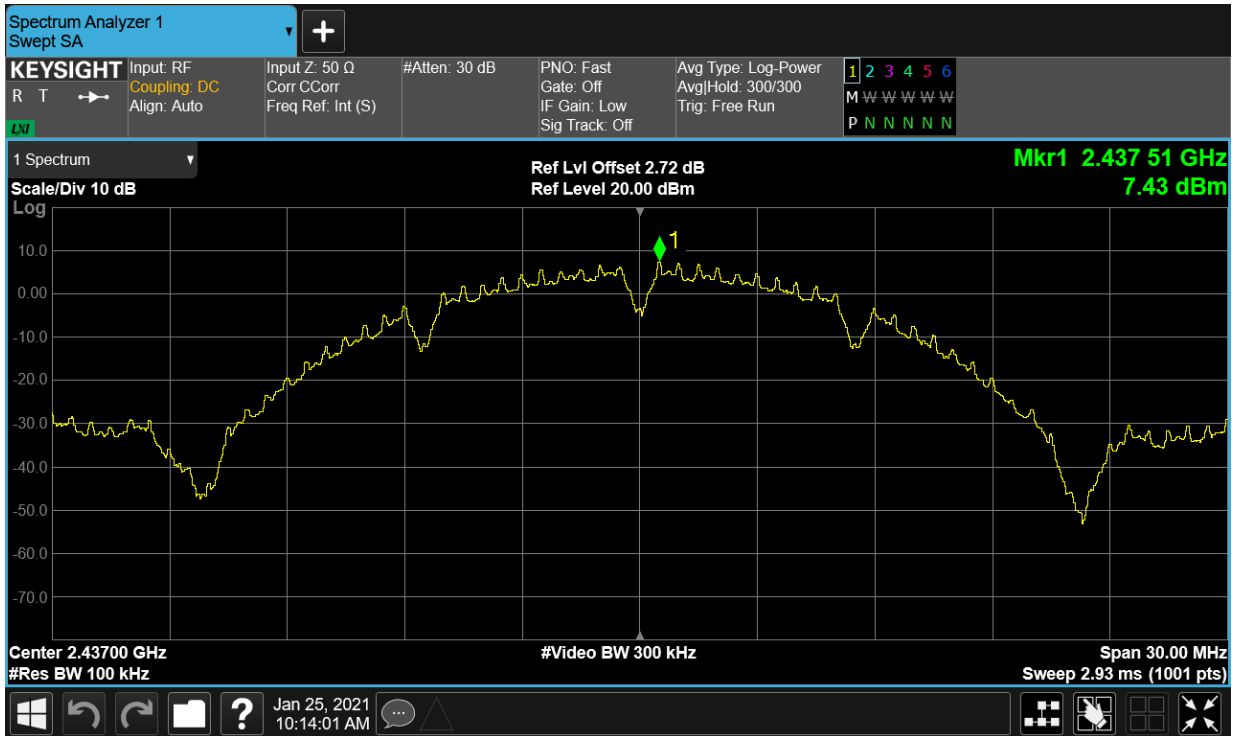 Spectrum Analyzer 1
Swept SA
KEYSIGHT
R T
LXI
Input: RF
Coupling: DC
Align: Auto
Input Z: 50 Ω
Corr CCorr
Freq Ref: Int (S)
#Atten: 30 dB
PNO: Fast
Gate: Off
IF Gain: Low
Sig Track: Off
Avg Type: Log-Power
Avg|Hold: 300/300
Trig: Free Run
1 2 3 4 5 6
M W W W W W
P N N N N N
1 Spectrum
Scale/Div 10 dB
Log
Ref Lvl Offset 2.72 dB
Ref Level 20.00 dBm
Mkr1 2.437 51 GHz
7.43 dBm
1
10.0
0.00
-10.0
-20.0
-30.0
-40.0
-50.0
-60.0
-70.0
Center 2.43700 GHz
#Res BW 100 kHz
#Video BW 300 kHz
Span 30.00 MHz
Sweep 2.93 ms (1001 pts)
?
Jan 25, 2021
10:14:01 AM